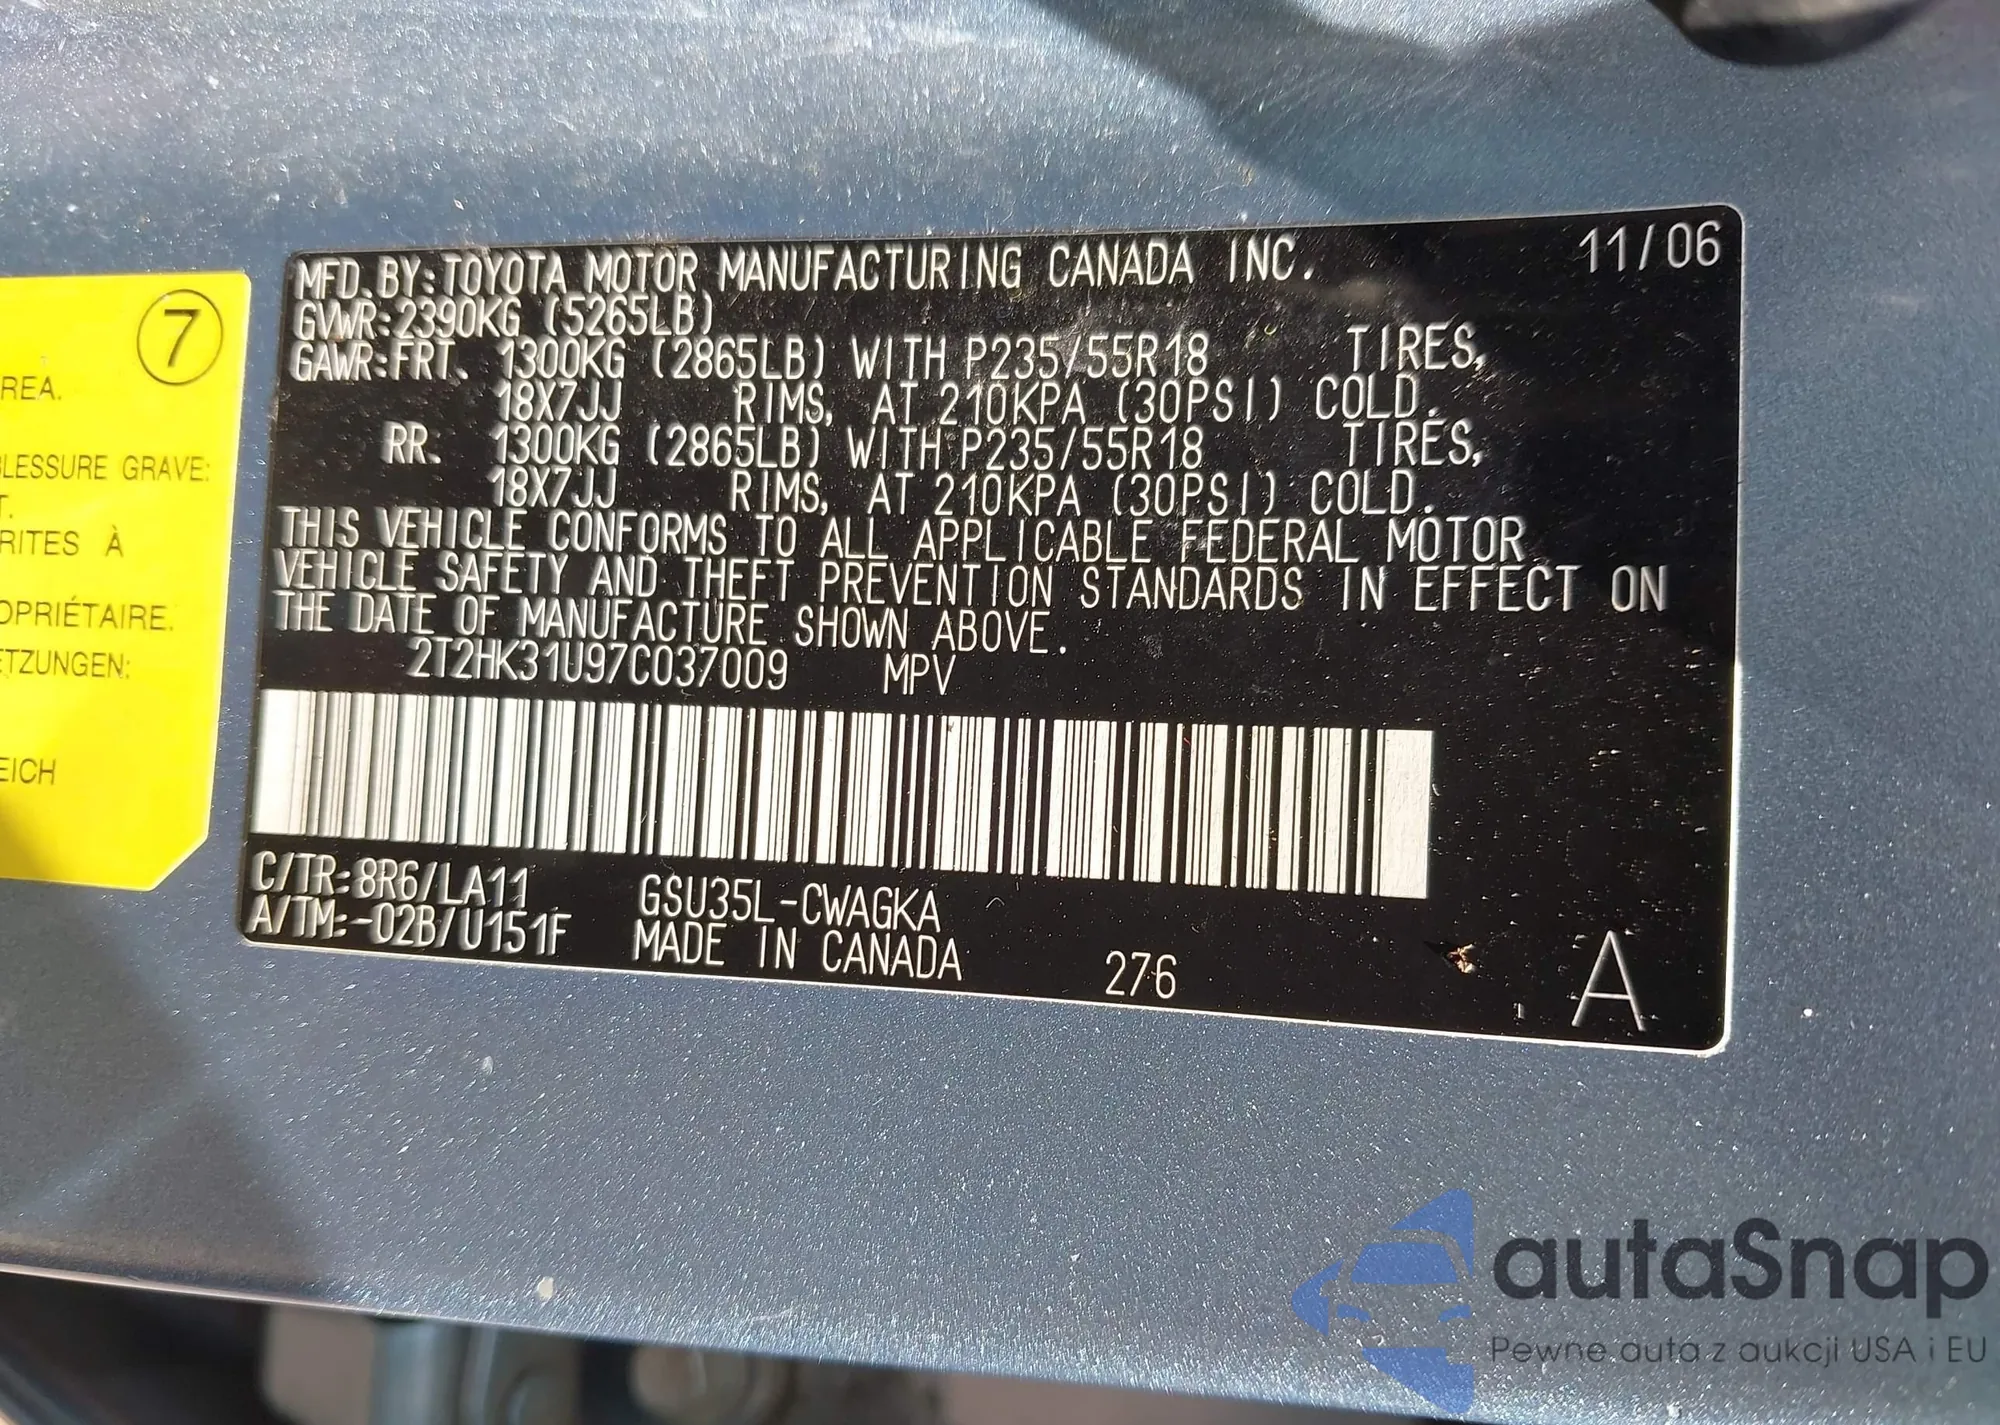 7
REA.
BLESSURE GRAVE:
T.
RITES À
OPRIÉTAIRE.
ETZUNGEN:
EICH
MFD. BY: TOYOTA MOTOR MANUFACTURING CANADA INC. 11/06
GVWR: 2390KG (5265LB)
GAWR: FRT. 1300KG (2865LB) WITH P235/55R18 TIRES,
18X7JJ RIMS, AT 210KPA (30PSI) COLD.
RR. 1300KG (2865LB) WITH P235/55R18 TIRES,
18X7JJ RIMS, AT 210KPA (30PSI) COLD.
THIS VEHICLE CONFORMS TO ALL APPLICABLE FEDERAL MOTOR
VEHICLE SAFETY AND THEFT PREVENTION STANDARDS IN EFFECT ON
THE DATE OF MANUFACTURE SHOWN ABOVE.
2T2HK31U97C037009 MPV
C/TR: 8R6/LA11 GSU35L-CWAGKA
A/TM: -02B/U151F MADE IN CANADA 276 A
autaSnap
Pewne auta z aukcji USA i EU